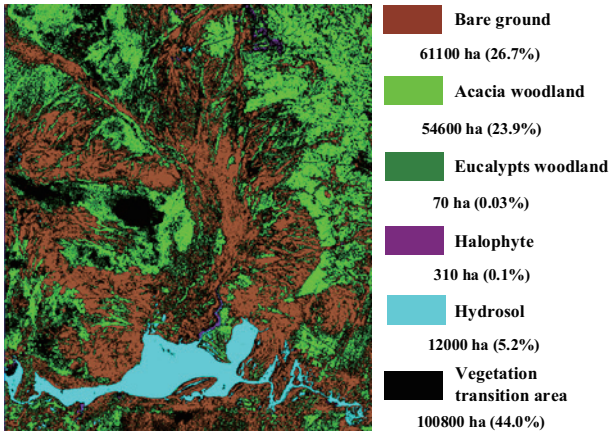 Bare ground
61100 ha (26.7%)
Acacia woodland
54600 ha (23.9%)
Eucalypts woodland
70 ha (0.03%)
Halophyte
310 ha (0.1%)
Hydrosol
12000 ha (5.2%)
Vegetation
transition area
100800 ha (44.0%)